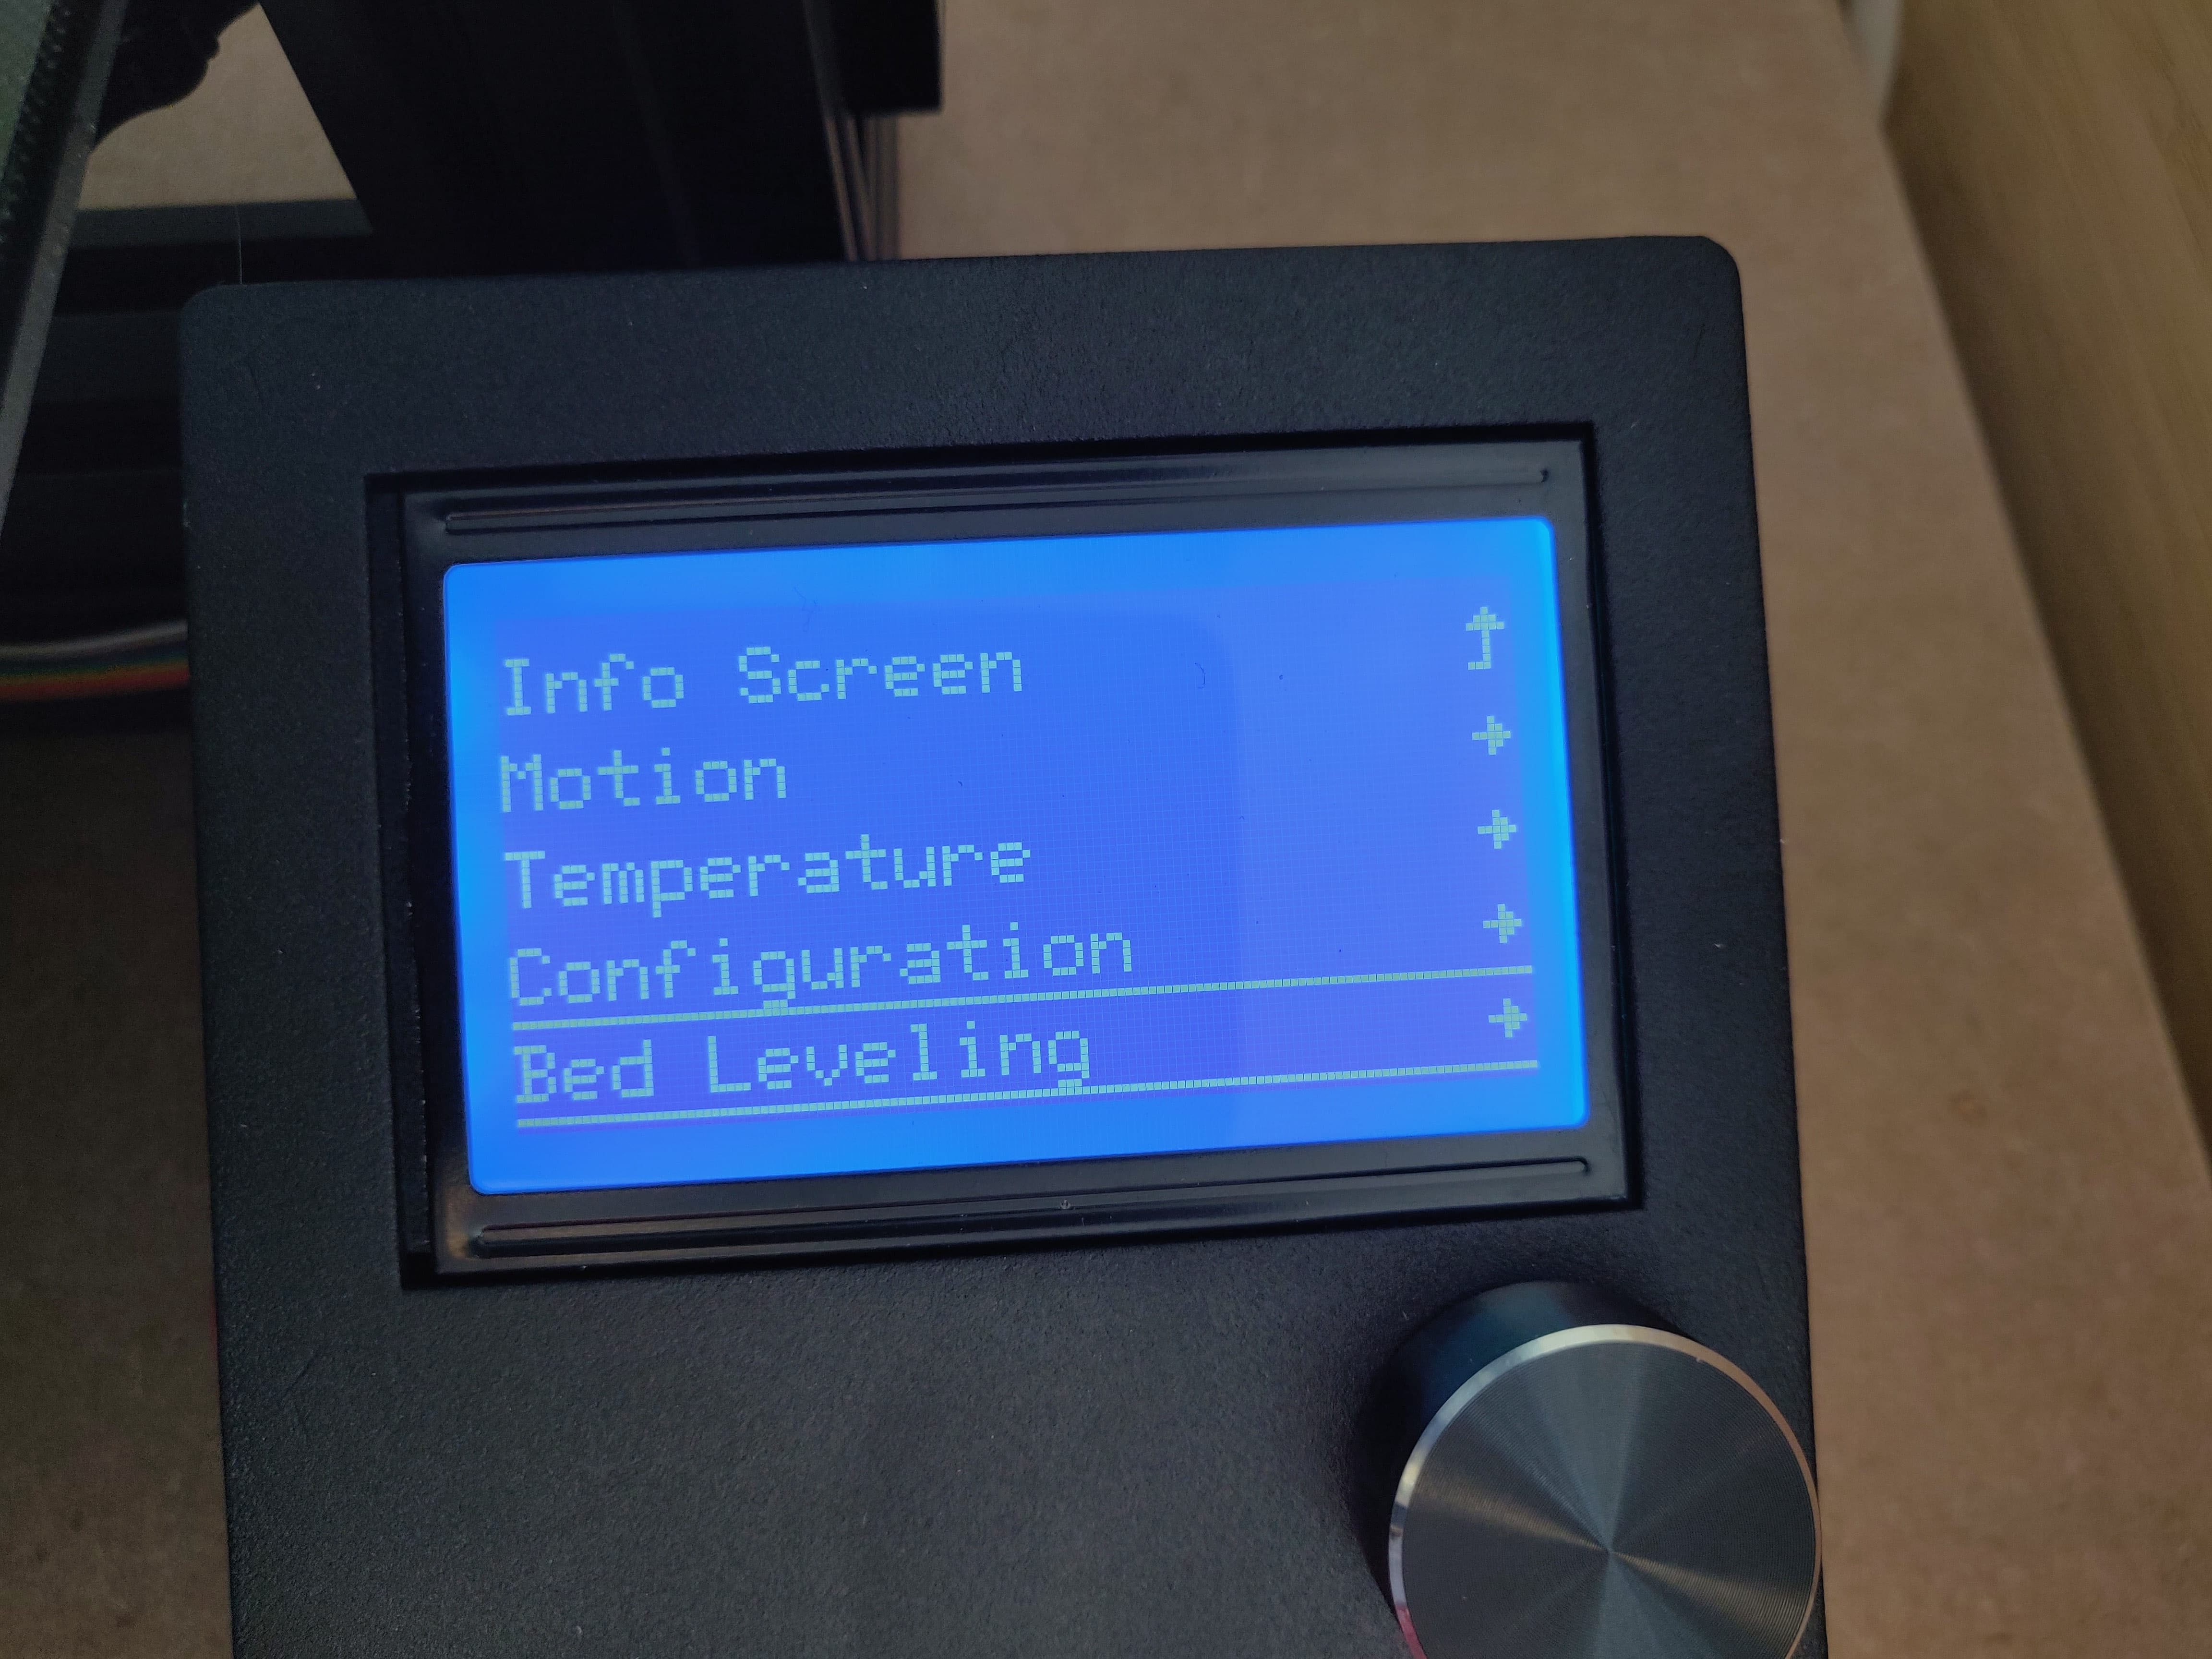 Info Screen
Motion
Temperature
Configuration
Bed Leveling